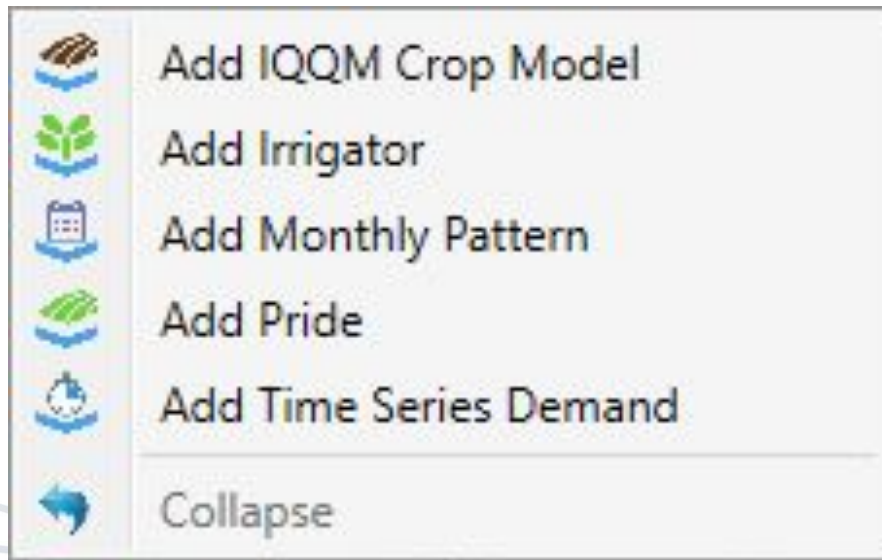 Add IQQM Crop Model
Add Irrigator
Add Monthly Pattern
Add Pride
Add Time Series Demand
Collapse